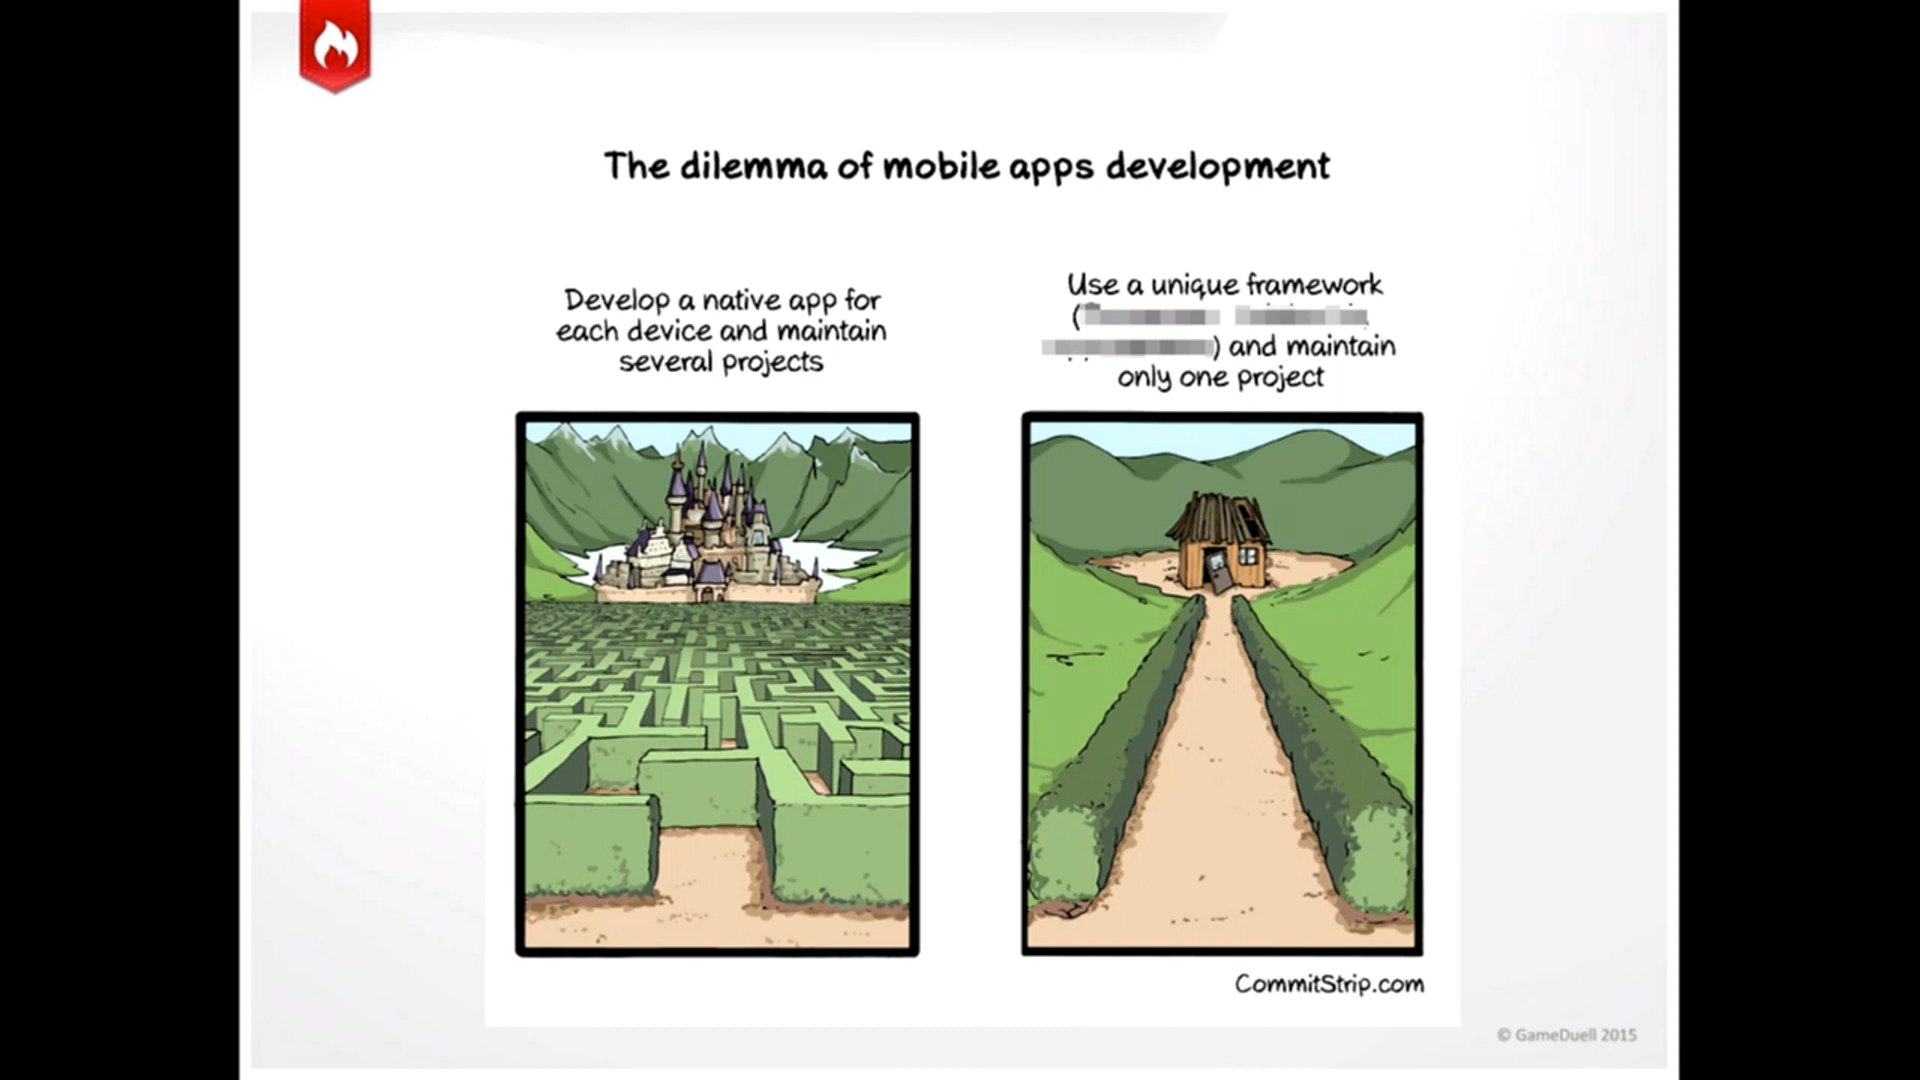 The dilemma of mobile apps development
Develop a native app for
each device and maintain
several projects
Use a unique framework
(
) and maintain
only one project
CommitStrip.com
© GameDuell 2015